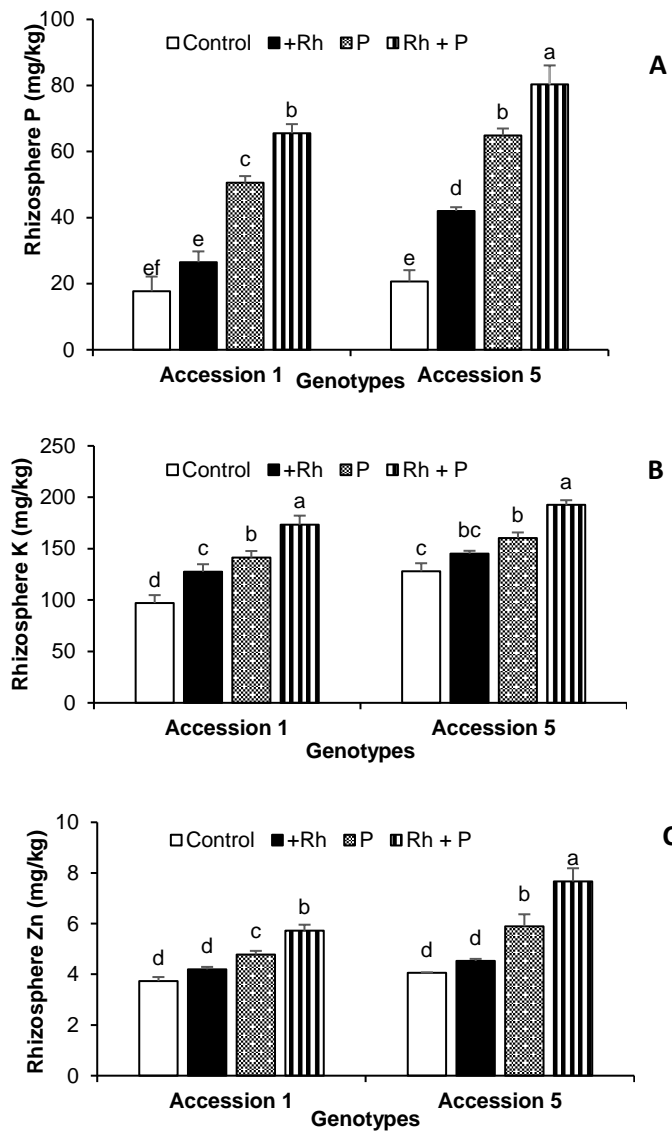 100
Control +Rh P Rh + P
A
a
80
b
b
60
c
d
40
e
e
ef
20
0
Accession 1 Accession 5
Genotypes
Rhizosphere P (mg/kg)
250
Control +Rh P Rh + P
B
200
a
a
150
b
b
bc
c
c
100
d
50
0
Accession 1 Accession 5
Genotypes
Rhizosphere K (mg/kg)
10
Control +Rh P Rh + P
C
8
a
6
b
b
c
4
d d
d d
2
0
Accession 1 Accession 5
Genotypes
Rhizosphere Zn (mg/kg)